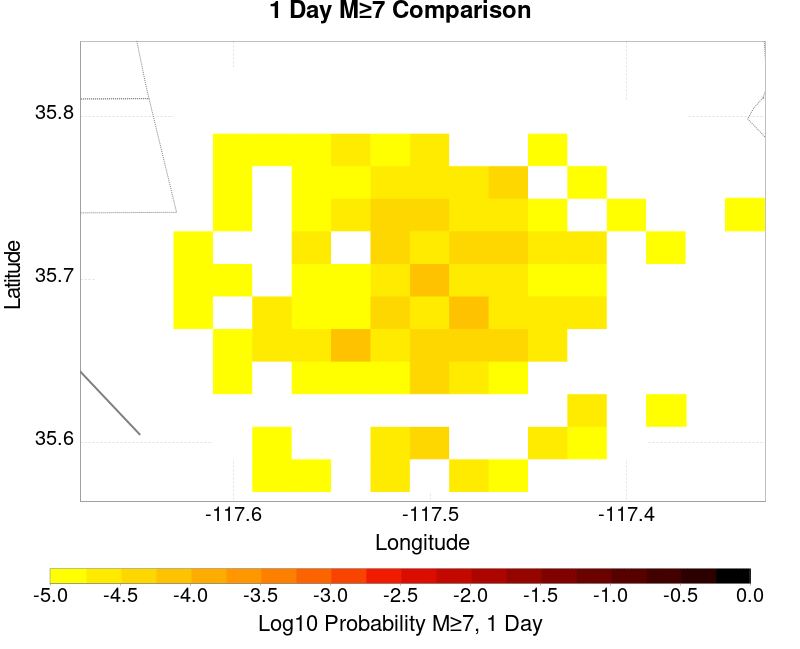 1 Day M≥7 Comparison
35.8
35.7
35.6
Latitude
-117.6 -117.5 -117.4
Longitude
-5.0 -4.5 -4.0 -3.5 -3.0 -2.5 -2.0 -1.5 -1.0 -0.5 0.0
Log10 Probability M≥7, 1 Day